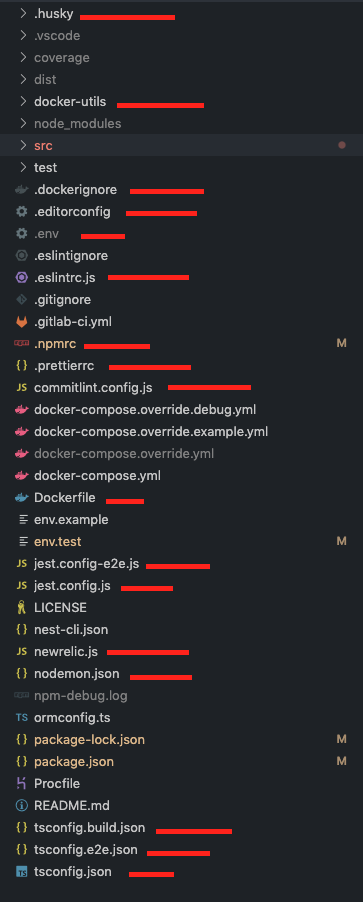 .husky
.vscode
coverage
dist
docker-utils
node_modules
src
test
.dockerignore
.editorconfig
.env
.eslintignore
.eslintrc.js
.gitignore
.gitlab-ci.yml
.npmrc M
{ } .prettierrc
JS commitlint.config.js
docker-compose.override.debug.yml
docker-compose.override.example.yml
docker-compose.override.yml
docker-compose.yml
Dockerfile
env.example
env.test M
JS jest.config-e2e.js
JS jest.config.js
LICENSE
{ } nest-cli.json
JS newrelic.js
{ } nodemon.json
npm-debug.log
TS ormconfig.ts
{ } package-lock.json M
{ } package.json M
Procfile
README.md
{ } tsconfig.build.json
{ } tsconfig.e2e.json
TS tsconfig.json